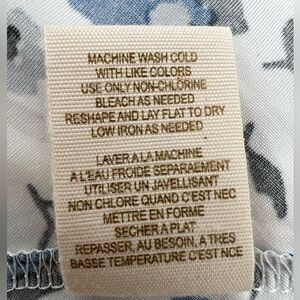 MACHINE WASH COLD
WITH LIKE COLORS
USE ONLY NON-CHLORINE
BLEACH AS NEEDED
RESHAPE AND LAY FLAT TO DRY
LOW IRON AS NEEDED
LAVER A LA MACHINE
A L'EAU FROIDE SEPAREMENT
UTILISER UN JAVELLISANT
NON CHLORE QUAND C'EST NEC
METTRE EN FORME
SECHER A PLAT
REPASSER, AU BESOIN, A TRES
BASSE TEMPERATURE C'EST NCE